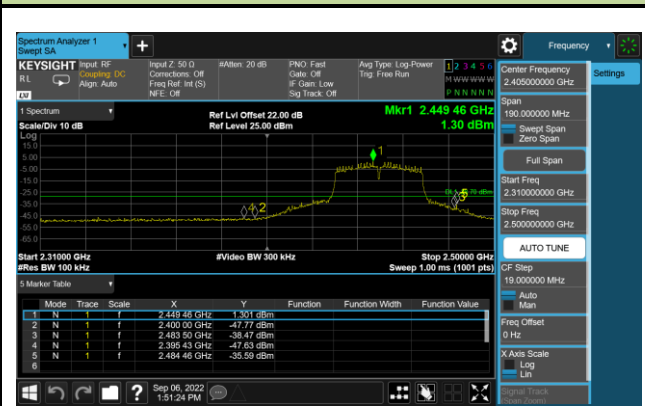 Spectrum Analyzer 1
Swept SA
Frequency
KEYSIGHT
Input: RF
Input Z: 50 Ω
#Atten: 20 dB
PNO: Fast
Avg Type: Log-Power
1 2 3 4 5 6
RL
Coupling: DC
Corrections: Off
Gate: Off
Trig: Free Run
M W W W W W
Align: Auto
Freq Ref: Int (S)
IF Gain: Low
P N N N N N
LXI
NFE: Off
Sig Track: Off
1 Spectrum
Ref Lvl Offset 22.00 dB
Mkr1 2.449 46 GHz
Scale/Div 10 dB
Ref Level 25.00 dBm
1.30 dBm
Log
15.0
5.00
-5.00
-15.0
-25.0
-35.0
-45.0
-55.0
-65.0
1
4
2
Start 2.31000 GHz
#Video BW 300 kHz
Stop 2.50000 GHz
#Res BW 100 kHz
Sweep 1.00 ms (1001 pts)
5 Marker Table
Mode Trace Scale X Y Function Function Width Function Value
1 N 1 f 2.449 46 GHz 1.301 dBm
2 N 1 f 2.400 00 GHz -47.77 dBm
3 N 1 f 2.483 50 GHz -38.47 dBm
4 N 1 f 2.395 43 GHz -47.63 dBm
5 N 1 f 2.484 46 GHz -35.59 dBm
6
Sep 06, 2022
1:51:24 PM
Center Frequency
2.405000000 GHz
Settings
Span
190.000000 MHz
Swept Span
Zero Span
Full Span
Start Freq
2.310000000 GHz
Stop Freq
2.500000000 GHz
AUTO TUNE
CF Step
19.000000 MHz
Auto
Man
Freq Offset
0 Hz
X Axis Scale
Log
Lin
Signal Track
(Span Zoom)